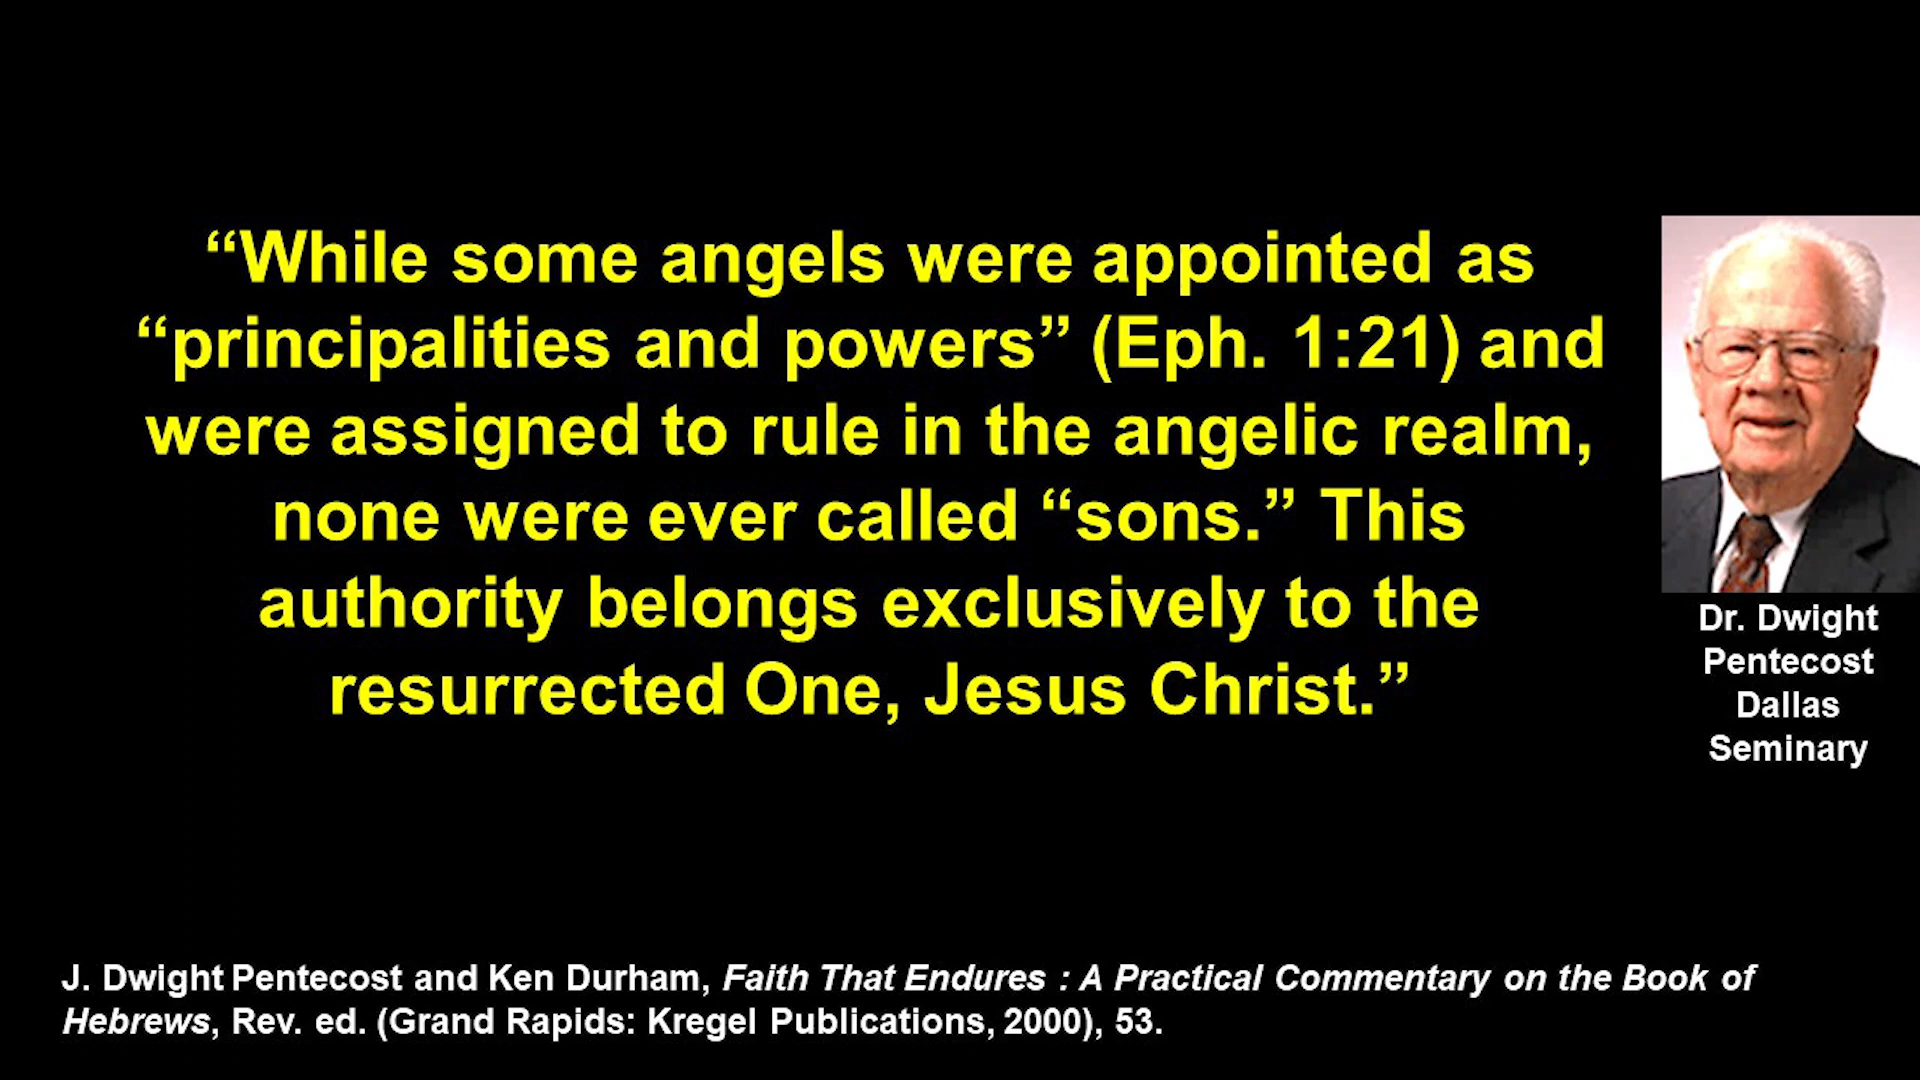 “While some angels were appointed as
“principalities and powers” (Eph. 1:21) and
were assigned to rule in the angelic realm,
none were ever called “sons.” This
authority belongs exclusively to the
resurrected One, Jesus Christ.”
Dr. Dwight
Pentecost
Dallas
Seminary
J. Dwight Pentecost and Ken Durham, Faith That Endures : A Practical Commentary on the Book of
Hebrews, Rev. ed. (Grand Rapids: Kregel Publications, 2000), 53.